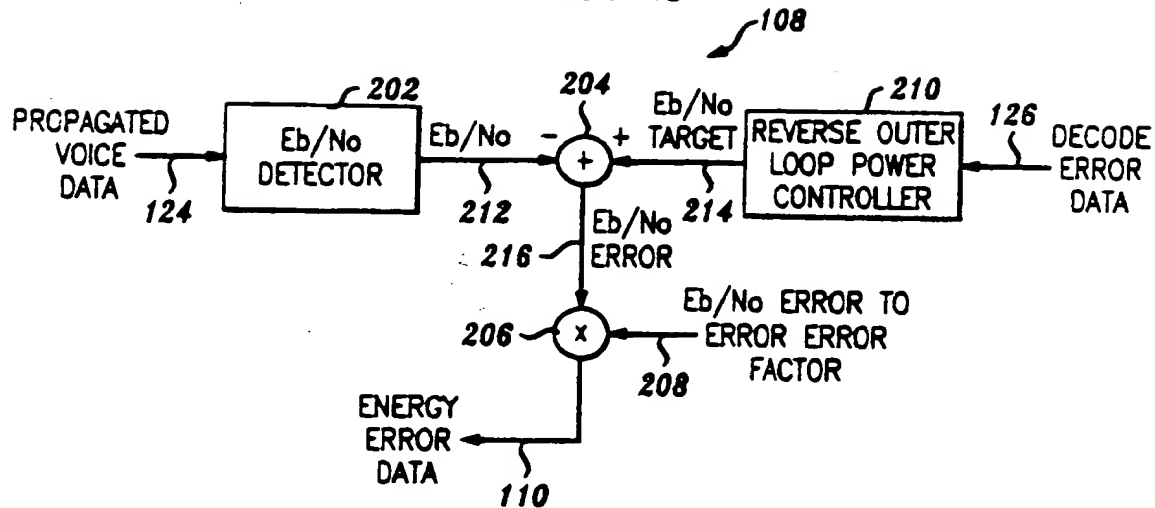 108
PROPAGATED
VOICE
DATA
124
202
Eb/No
DETECTOR
Eb/No
212
204
-
+
+
Eb/No
TARGET
214
210
REVERSE OUTER
LOOP POWER
CONTROLLER
126
DECODE
ERROR
DATA
216
Eb/No
ERROR
206
x
Eb/No ERROR TO
ERROR ERROR
FACTOR
208
ENERGY
ERROR
DATA
110